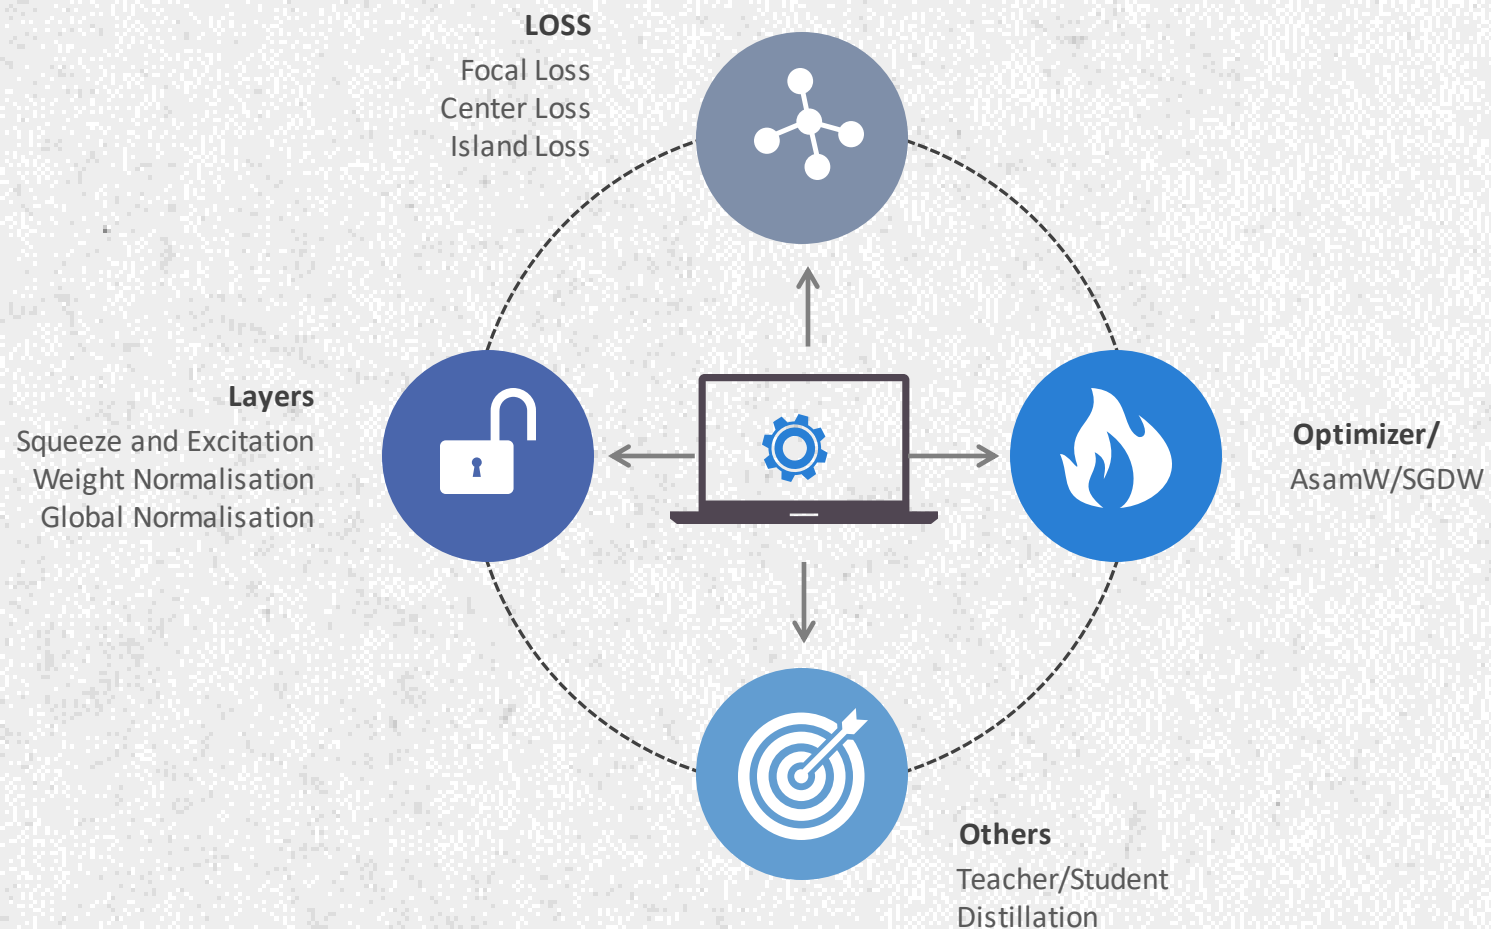 LOSS
Focal Loss
Center Loss
Island Loss
Layers
Squeeze and Excitation
Weight Normalisation
Global Normalisation
Optimizer/
AsamW/SGDW
Others
Teacher/Student
Distillation